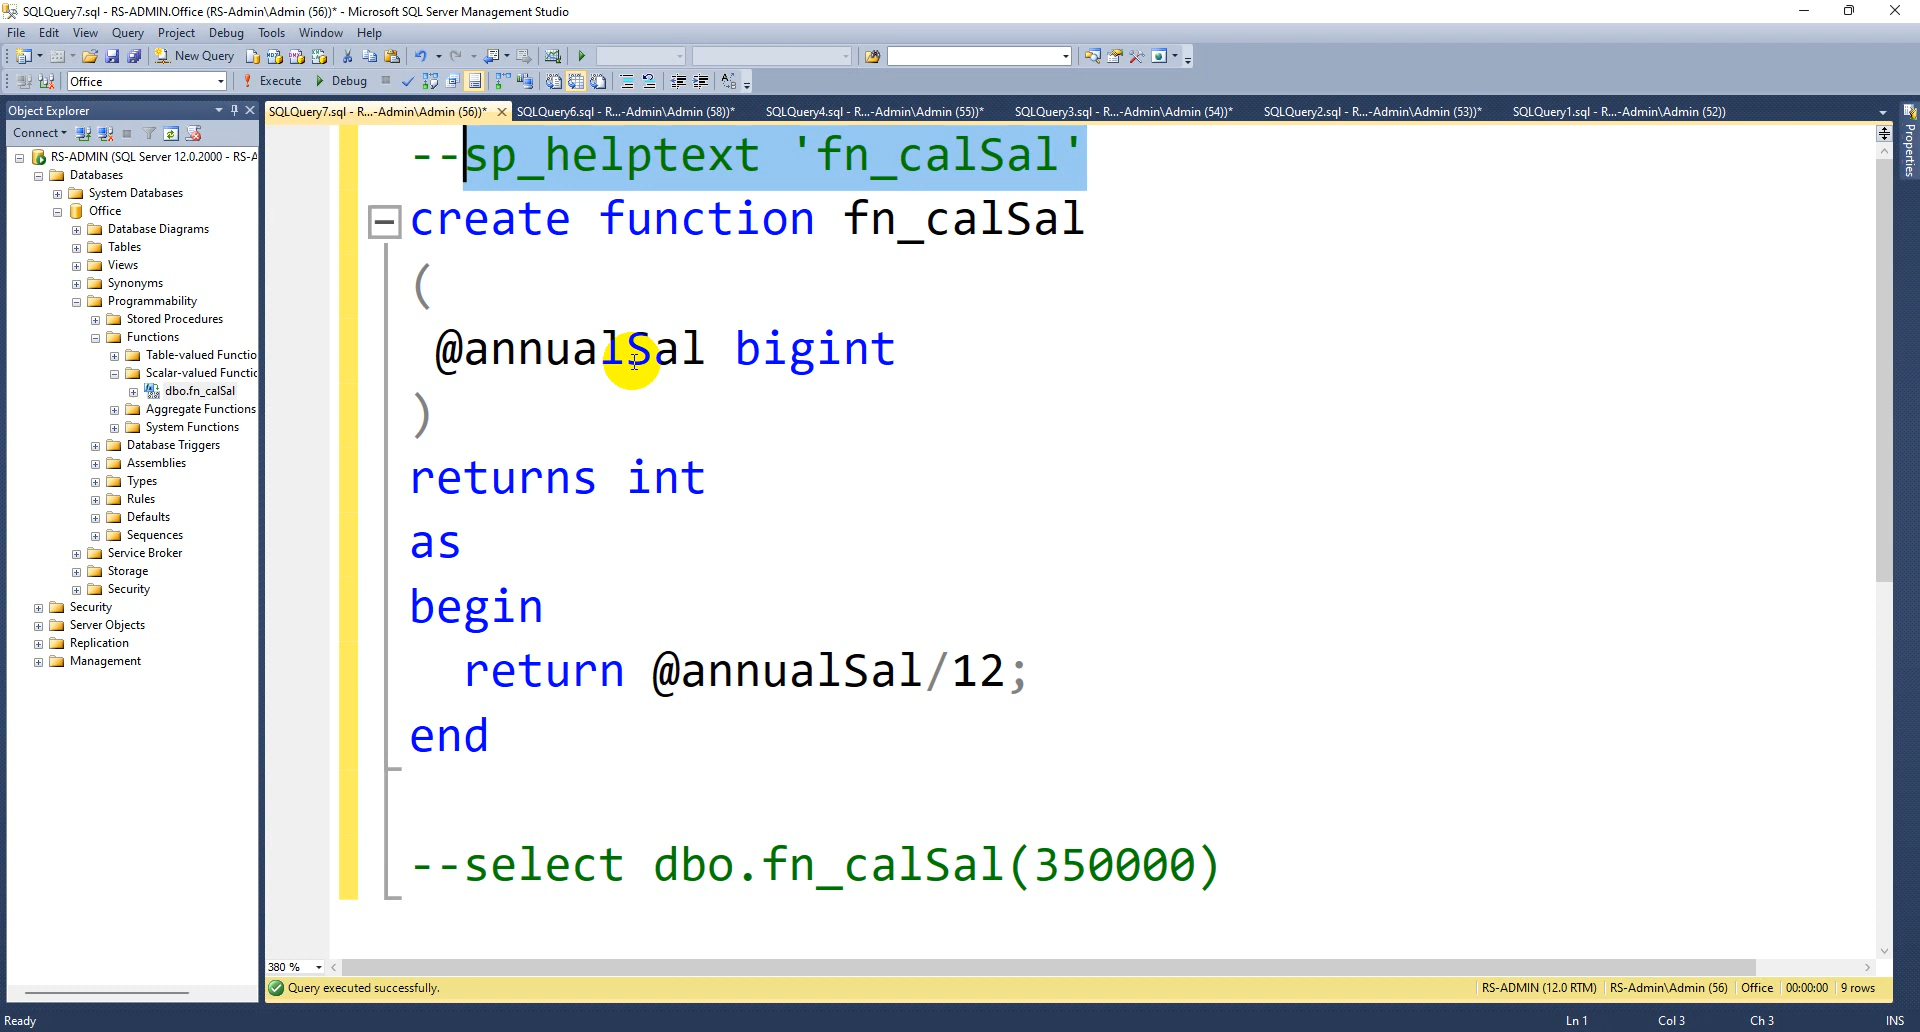 SQLQuery7.sql - RS-ADMIN.Office (RS-Admin\Admin (56))* - Microsoft SQL Server Management Studio
File Edit View Query Project Debug Tools Window Help
New Query
Office Execute Debug
Object Explorer
SQLQuery7.sql - R...-Admin\Admin (56))* SQLQuery6.sql - R...-Admin\Admin (58))* SQLQuery4.sql - R...-Admin\Admin (55))* SQLQuery3.sql - R...-Admin\Admin (54))* SQLQuery2.sql - R...-Admin\Admin (53))* SQLQuery1.sql - R...-Admin\Admin (52))
Connect
RS-ADMIN (SQL Server 12.0.2000 - RS-A
Databases
System Databases
Office
Database Diagrams
Tables
Views
Synonyms
Programmability
Stored Procedures
Functions
Table-valued Functio
Scalar-valued Functic
dbo.fn_calSal
Aggregate Functions
System Functions
Database Triggers
Assemblies
Types
Rules
Defaults
Sequences
Service Broker
Storage
Security
Security
Server Objects
Replication
Management
--sp_helptext 'fn_calSal'
create function fn_calSal
(
@annualSal bigint
)
returns int
as
begin
return @annualSal/12;
end
--select dbo.fn_calSal(350000)
Properties
380 %
Query executed successfully.
RS-ADMIN (12.0 RTM) RS-Admin\Admin (56) Office 00:00:00 9 rows
Ready Ln 1 Col 3 Ch 3 INS